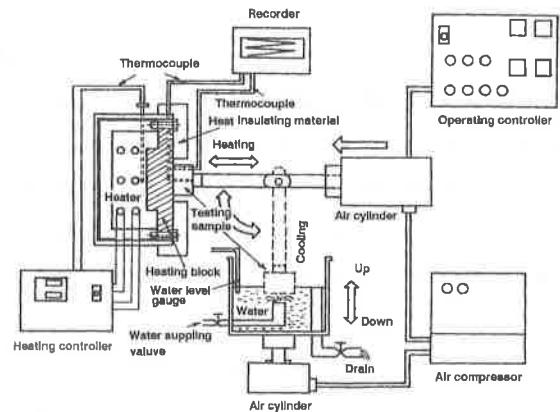 Recorder
Thermocouple
Thermocouple
Heat Insulating material
Operating controller
Heating
Heater
Testing
sample
Air cylinder
Cooling
Heating block
Water level
gauge
Up
Water
Down
Heating controller
Water suppling
valuve
Drain
Air compressor
Air cylinder